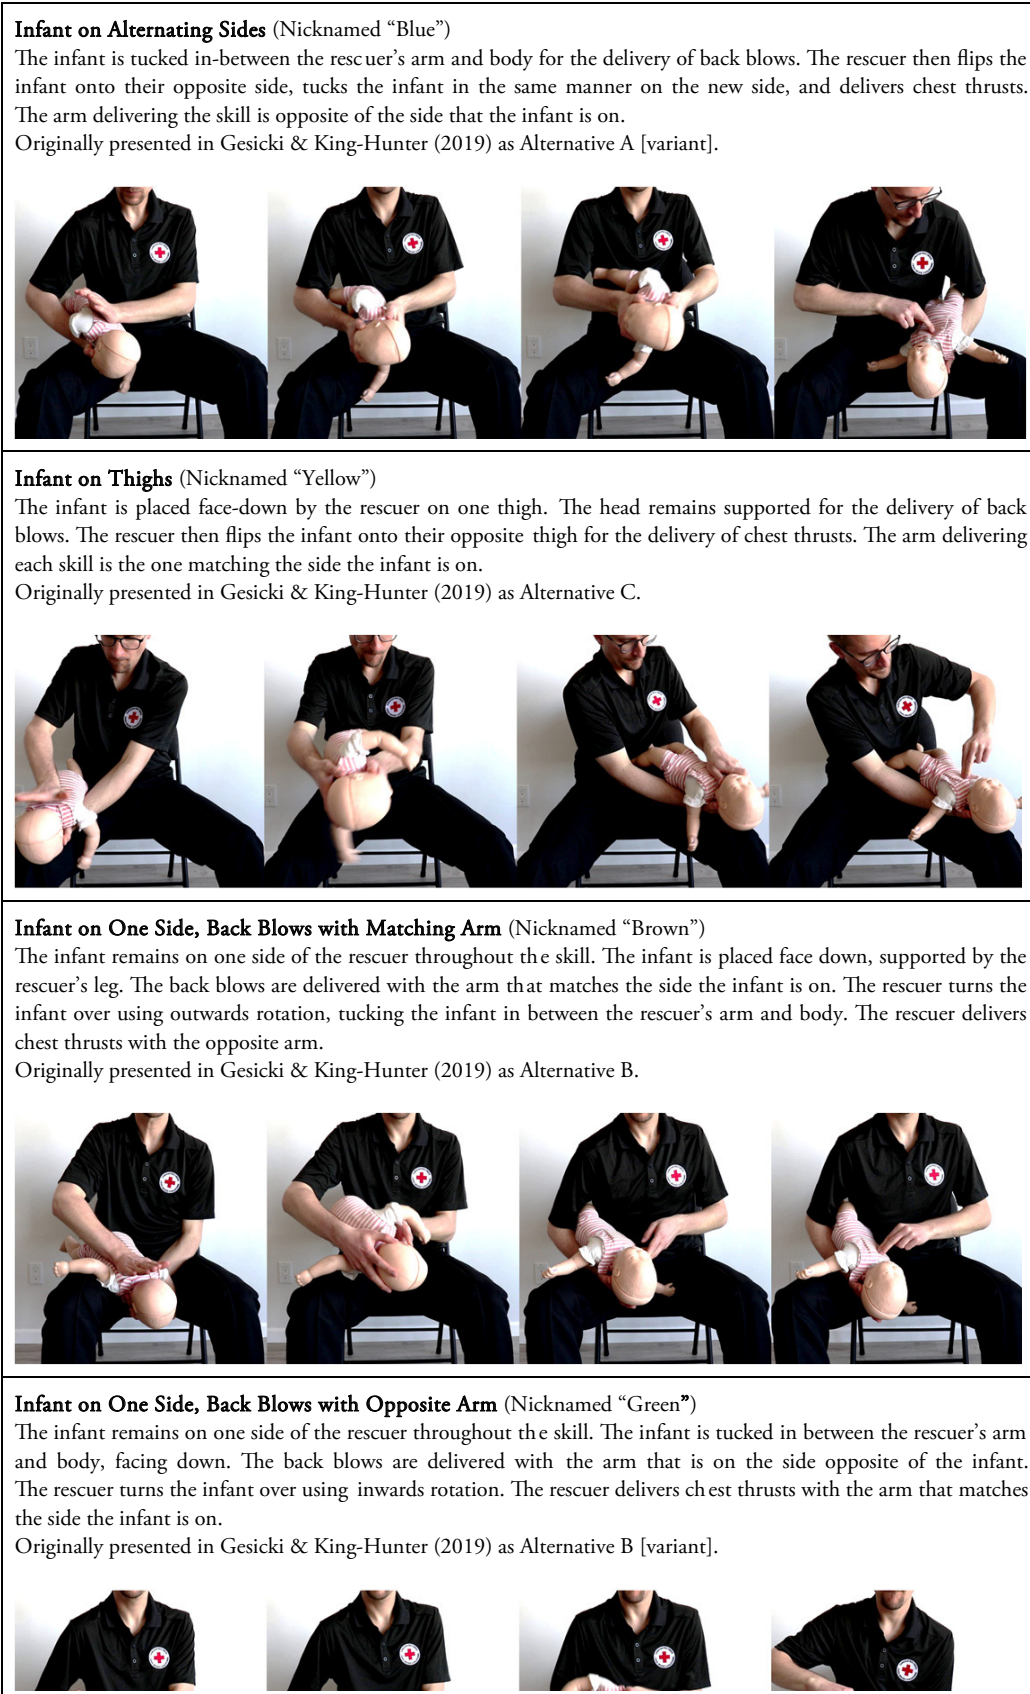 Infant on Alternating Sides (Nicknamed “Blue”)
The infant is tucked in-between the rescuer’s arm and body for the delivery of back blows. The rescuer then flips the
infant onto their opposite side, tucks the infant in the same manner on the new side, and delivers chest thrusts.
The arm delivering the skill is opposite of the side that the infant is on.
Originally presented in Gesicki & King-Hunter (2019) as Alternative A [variant].
Infant on Thighs (Nicknamed “Yellow”)
The infant is placed face-down by the rescuer on one thigh. The head remains supported for the delivery of back
blows. The rescuer then flips the infant onto their opposite thigh for the delivery of chest thrusts. The arm delivering
each skill is the one matching the side the infant is on.
Originally presented in Gesicki & King-Hunter (2019) as Alternative C.
Infant on One Side, Back Blows with Matching Arm (Nicknamed “Brown”)
The infant remains on one side of the rescuer throughout the skill. The infant is placed face down, supported by the
rescuer’s leg. The back blows are delivered with the arm that matches the side the infant is on. The rescuer turns the
infant over using outwards rotation, tucking the infant in between the rescuer’s arm and body. The rescuer delivers
chest thrusts with the opposite arm.
Originally presented in Gesicki & King-Hunter (2019) as Alternative B.
Infant on One Side, Back Blows with Opposite Arm (Nicknamed “Green”)
The infant remains on one side of the rescuer throughout the skill. The infant is tucked in between the rescuer’s arm
and body, facing down. The back blows are delivered with the arm that is on the side opposite of the infant.
The rescuer turns the infant over using inwards rotation. The rescuer delivers chest thrusts with the arm that matches
the side the infant is on.
Originally presented in Gesicki & King-Hunter (2019) as Alternative B [variant].